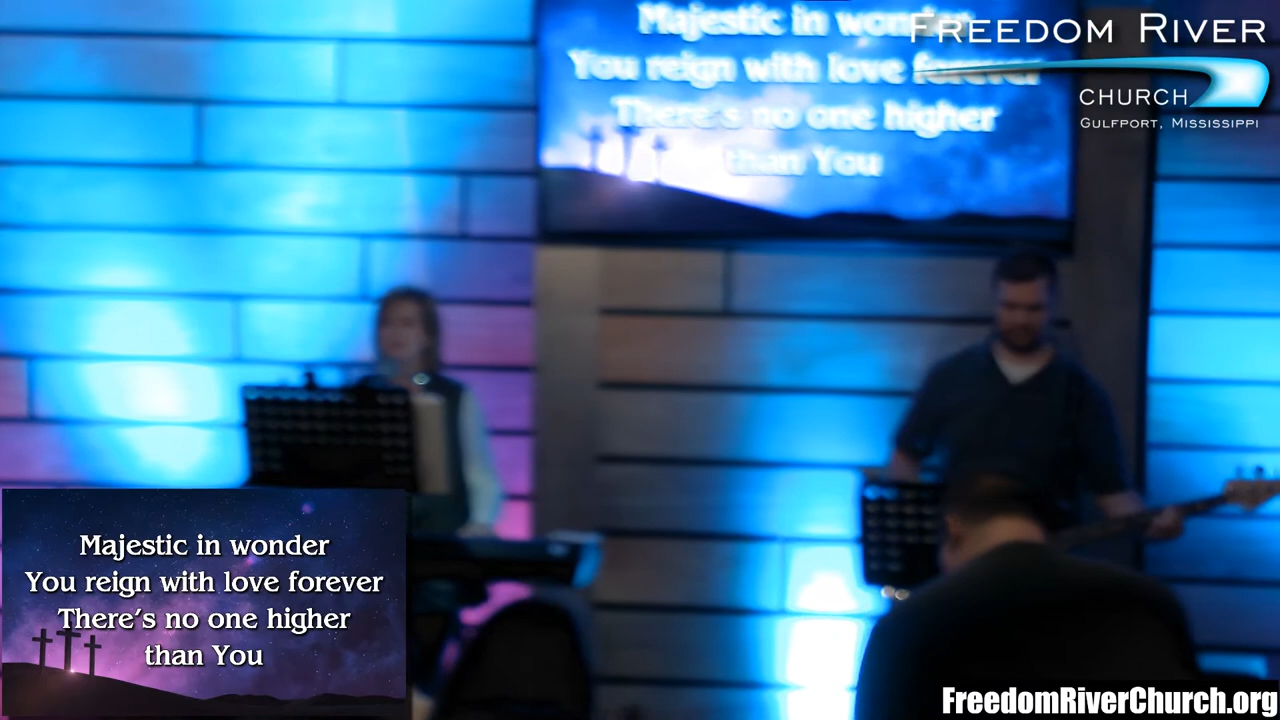 Majestic in wonder
You reign with love forever
There's no one higher
than You
FREEDOM RIVER
CHURCH
GULFPORT, MISSISSIPPI
Majestic in wonder
You reign with love forever
There's no one higher
than You
FreedomRiverChurch.org